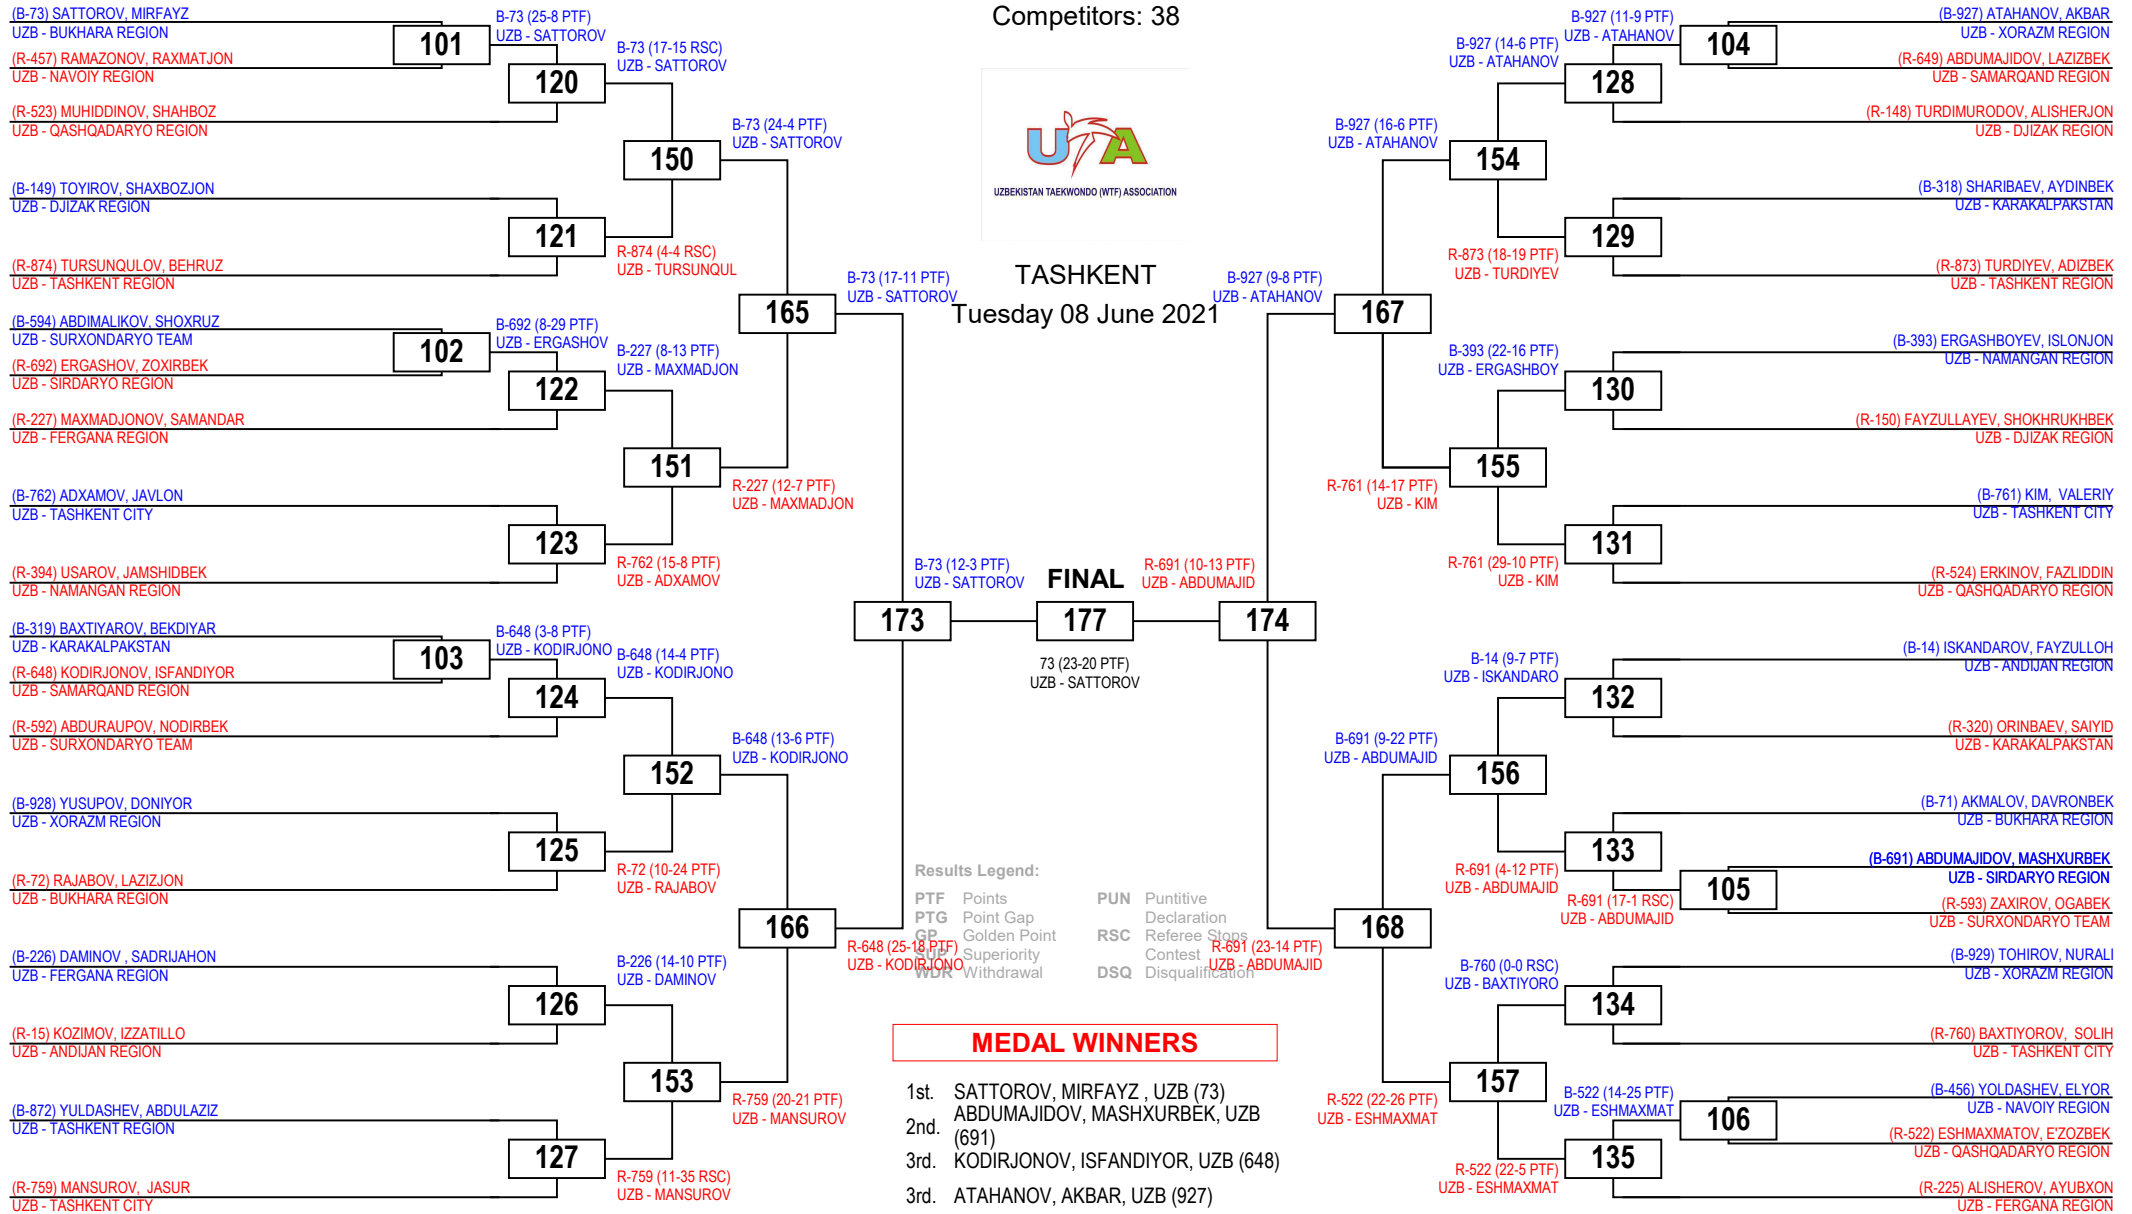 Competitors: 38
UTA
UZBEKISTAN TAEKWONDO (WTF) ASSOCIATION
TASHKENT
Tuesday 08 June 2021
(B-73) SATTOROV, MIRFAYZ
UZB - BUKHARA REGION
(R-457) RAMAZONOV, RAXMATJON
UZB - NAVOIY REGION
(R-523) MUHIDDINOV, SHAHBOZ
UZB - QASHQADARYO REGION
(B-149) TOYIROV, SHAXBOZJON
UZB - DJIZAK REGION
(R-874) TURSUNQULOV, BEHRUZ
UZB - TASHKENT REGION
(B-594) ABDIMALIKOV, SHOXRUZ
UZB - SURXONDARYO TEAM
(R-692) ERGASHOV, ZOXIRBEK
UZB - SIRDARYO REGION
(R-227) MAXMADJONOV, SAMANDAR
UZB - FERGANA REGION
(B-762) ADXAMOV, JAVLON
UZB - TASHKENT CITY
(R-394) USAROV, JAMSHIDBEK
UZB - NAMANGAN REGION
(B-319) BAXTIYAROV, BEKDIYAR
UZB - KARAKALPAKSTAN
(R-648) KODIRJONOV, ISFANDIYOR
UZB - SAMARQAND REGION
(R-592) ABDURAUPOV, NODIRBEK
UZB - SURXONDARYO TEAM
(B-928) YUSUPOV, DONIYOR
UZB - XORAZM REGION
(R-72) RAJABOV, LAZIZJON
UZB - BUKHARA REGION
(B-226) DAMINOV , SADRIJAHON
UZB - FERGANA REGION
(R-15) KOZIMOV, IZZATILLO
UZB - ANDIJAN REGION
(B-872) YULDASHEV, ABDULAZIZ
UZB - TASHKENT REGION
(R-759) MANSUROV, JASUR
UZB - TASHKENT CITY
101
102
103
B-73 (25-8 PTF)
UZB - SATTOROV
B-692 (8-29 PTF)
UZB - ERGASHOV
B-648 (3-8 PTF)
UZB - KODIRJONO
120
121
122
123
124
125
126
127
B-73 (17-15 RSC)
UZB - SATTOROV
R-874 (4-4 RSC)
UZB - TURSUNQUL
B-227 (8-13 PTF)
UZB - MAXMADJON
R-762 (15-8 PTF)
UZB - ADXAMOV
B-648 (14-4 PTF)
UZB - KODIRJONO
R-72 (10-24 PTF)
UZB - RAJABOV
B-226 (14-10 PTF)
UZB - DAMINOV
R-759 (11-35 RSC)
UZB - MANSUROV
150
151
152
153
B-73 (24-4 PTF)
UZB - SATTOROV
R-227 (12-7 PTF)
UZB - MAXMADJON
B-648 (13-6 PTF)
UZB - KODIRJONO
R-759 (20-21 PTF)
UZB - MANSUROV
165
166
B-73 (17-11 PTF)
UZB - SATTOROV
R-648 (25-18 PTF)
UZB - KODIRJONO
173
B-73 (12-3 PTF)
UZB - SATTOROV
FINAL
177
73 (23-20 PTF)
UZB - SATTOROV
R-691 (10-13 PTF)
UZB - ABDUMAJID
174
B-927 (9-8 PTF)
UZB - ATAHANOV
R-691 (23-14 PTF)
UZB - ABDUMAJID
167
168
B-927 (16-6 PTF)
UZB - ATAHANOV
R-761 (14-17 PTF)
UZB - KIM
B-691 (9-22 PTF)
UZB - ABDUMAJID
R-522 (22-26 PTF)
UZB - ESHMAXMAT
154
155
156
157
B-927 (14-6 PTF)
UZB - ATAHANOV
R-873 (18-19 PTF)
UZB - TURDIYEV
B-393 (22-16 PTF)
UZB - ERGASHBOY
R-761 (29-10 PTF)
UZB - KIM
B-14 (9-7 PTF)
UZB - ISKANDARO
R-691 (4-12 PTF)
UZB - ABDUMAJID
B-760 (0-0 RSC)
UZB - BAXTIYORO
R-522 (22-5 PTF)
UZB - ESHMAXMAT
128
129
130
131
132
133
134
135
B-927 (11-9 PTF)
UZB - ATAHANOV
R-691 (17-1 RSC)
UZB - ABDUMAJID
B-522 (14-25 PTF)
UZB - ESHMAXMAT
104
105
106
(B-927) ATAHANOV, AKBAR
UZB - XORAZM REGION
(R-649) ABDUMAJIDOV, LAZIZBEK
UZB - SAMARQAND REGION
(R-148) TURDIMURODOV, ALISHERJON
UZB - DJIZAK REGION
(B-318) SHARIBAEV, AYDINBEK
UZB - KARAKALPAKSTAN
(R-873) TURDIYEV, ADIZBEK
UZB - TASHKENT REGION
(B-393) ERGASHBOYEV, ISLONJON
UZB - NAMANGAN REGION
(R-150) FAYZULLAYEV, SHOKHRUKHBEK
UZB - DJIZAK REGION
(B-761) KIM, VALERIY
UZB - TASHKENT CITY
(R-524) ERKINOV, FAZLIDDIN
UZB - QASHQADARYO REGION
(B-14) ISKANDAROV, FAYZULLOH
UZB - ANDIJAN REGION
(R-320) ORINBAEV, SAIYID
UZB - KARAKALPAKSTAN
(B-71) AKMALOV, DAVRONBEK
UZB - BUKHARA REGION
(B-691) ABDUMAJIDOV, MASHXURBEK
UZB - SIRDARYO REGION
(R-593) ZAXIROV, OGABEK
UZB - SURXONDARYO TEAM
(B-929) TOHIROV, NURALI
UZB - XORAZM REGION
(R-760) BAXTIYOROV, SOLIH
UZB - TASHKENT CITY
(B-456) YOLDASHEV, ELYOR
UZB - NAVOIY REGION
(R-522) ESHMAXMATOV, E'ZOZBEK
UZB - QASHQADARYO REGION
(R-225) ALISHEROV, AYUBXON
UZB - FERGANA REGION
Results Legend:
PTF Points
PTG Point Gap
GP Golden Point
SUP Superiority
WDR Withdrawal
PUN Puntitive
Declaration
RSC Referee Stops
Contest
DSQ Disqualification
MEDAL WINNERS
1st. SATTOROV, MIRFAYZ , UZB (73)
2nd. ABDUMAJIDOV, MASHXURBEK, UZB
(691)
3rd. KODIRJONOV, ISFANDIYOR, UZB (648)
3rd. ATAHANOV, AKBAR, UZB (927)